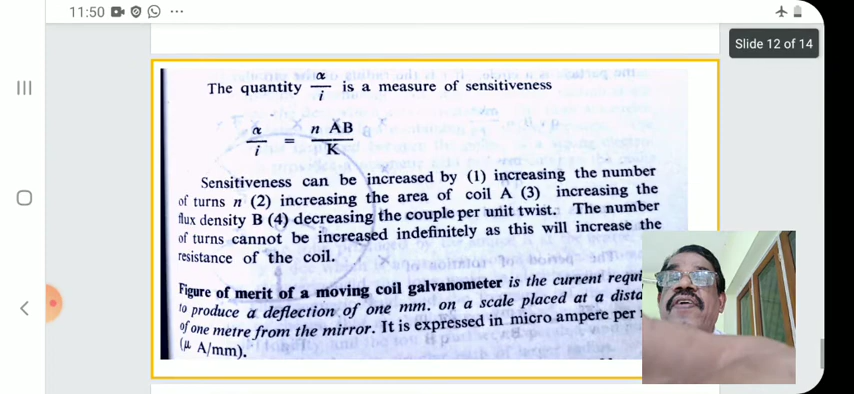 11:50
Slide 12 of 14
The quantity α/i is a measure of sensitiveness
α/i = n AB/K
Sensitiveness can be increased by (1) increasing the number
of turns n (2) increasing the area of coil A (3) increasing the
flux density B (4) decreasing the couple per unit twist. The number
of turns cannot be increased indefinitely as this will increase the
resistance of the coil.
Figure of merit of a moving coil galvanometer is the current requi
to produce a deflection of one mm. on a scale placed at a dista
of one metre from the mirror. It is expressed in micro ampere per
(μ A/mm).